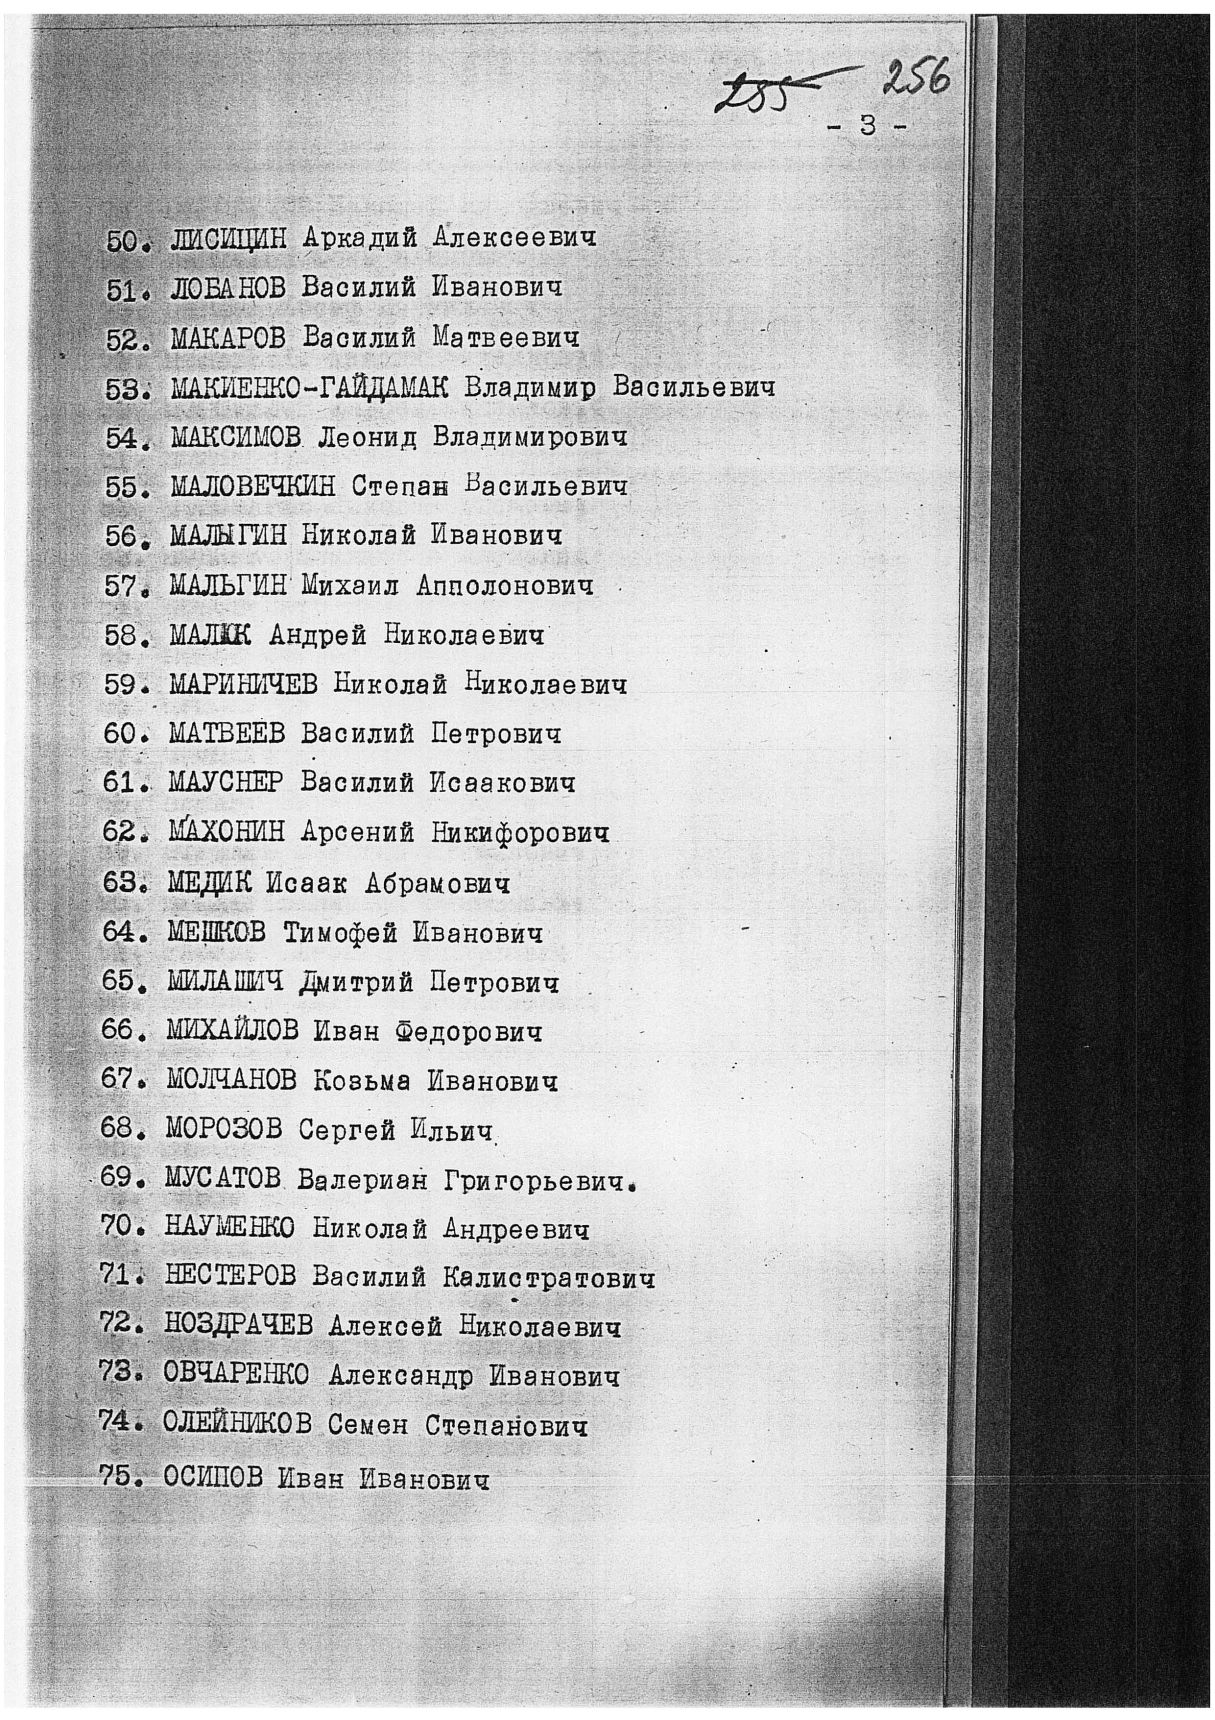 255 256
- 3 -
50. ЛИСИЦИН Аркадий Алексеевич
51. ЛОБАНОВ Василий Иванович
52. МАКАРОВ Василий Матвеевич
53. МАКИЕНКО-ГАЙДАМАК Владимир Васильевич
54. МАКСИМОВ Леонид Владимирович
55. МАЛОВЕЧКИН Степан Васильевич
56. МАЛЫГИН Николай Иванович
57. МАЛЬГИН Михаил Апполонович
58. Андрей Николаевич
59. МАРИНИЧЕВ Николай Николаевич
60. МАТВЕЕВ Василий Петрович
61. МАУСНЕР Василий Исаакович
62. МАХОНИН Арсений Никифорович
63. МЕДИК Исаак Абрамович
64. МЕШКОВ Тимофей Иванович
65. МИЛАШИЧ Дмитрий Петрович
66. МИХАЙЛОВ Иван Федорович
67. МОЛЧАНОВ Козьма Иванович
68. МОРОЗОВ Сергей Ильич
69. МУСАТОВ Валериан Григорьевич.
70. НАУМЕНКО Николай Андреевич
71. НЕСТЕРОВ Василий Калистратович
72. НОЗДРАЧЕВ Алексей Николаевич
73. ОВЧАРЕНКО Александр Иванович
74. ОЛЕЙНИКОВ Семен Степанович
75. ОСИПОВ Иван Иванович